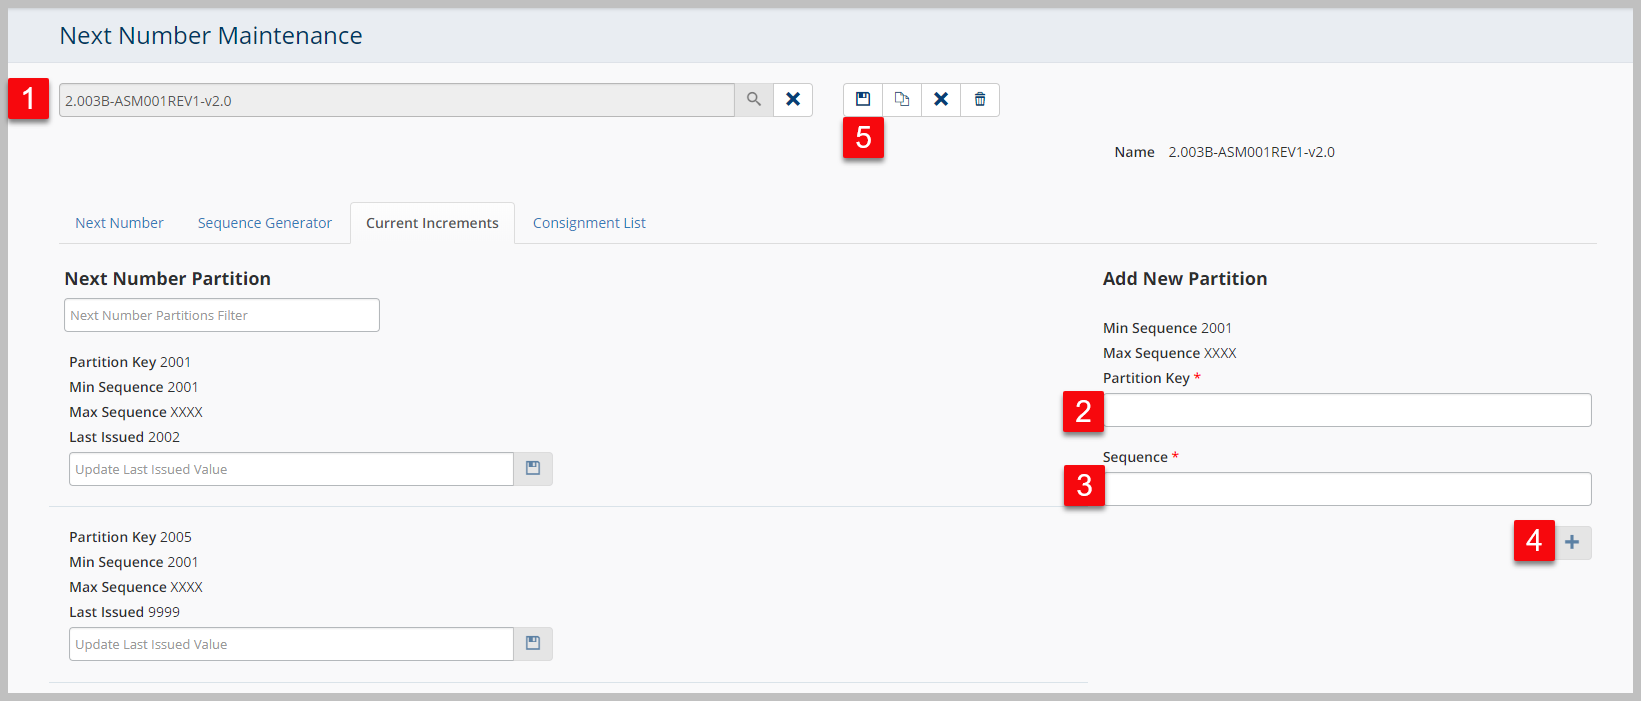 Next Number Maintenance
1
2.003B-ASM001REV1-v2.0
5
Name 2.003B-ASM001REV1-v2.0
Next Number
Sequence Generator
Current Increments
Consignment List
Next Number Partition
Next Number Partitions Filter
Partition Key 2001
Min Sequence 2001
Max Sequence XXXX
Last Issued 2002
Update Last Issued Value
Partition Key 2005
Min Sequence 2001
Max Sequence XXXX
Last Issued 9999
Update Last Issued Value
Add New Partition
Min Sequence 2001
Max Sequence XXXX
Partition Key *
2
Sequence *
3
4